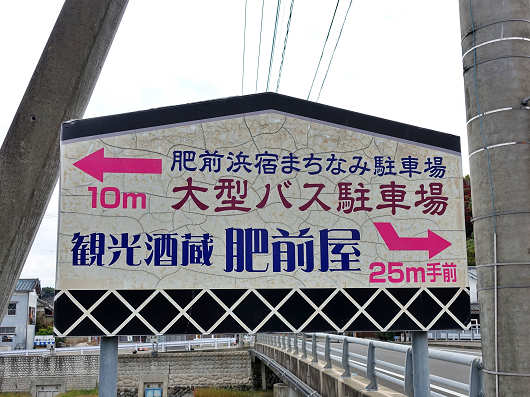 肥前浜宿まちなみ駐車場
10m
大型バス駐車場
観光酒蔵 肥前屋
25m手前